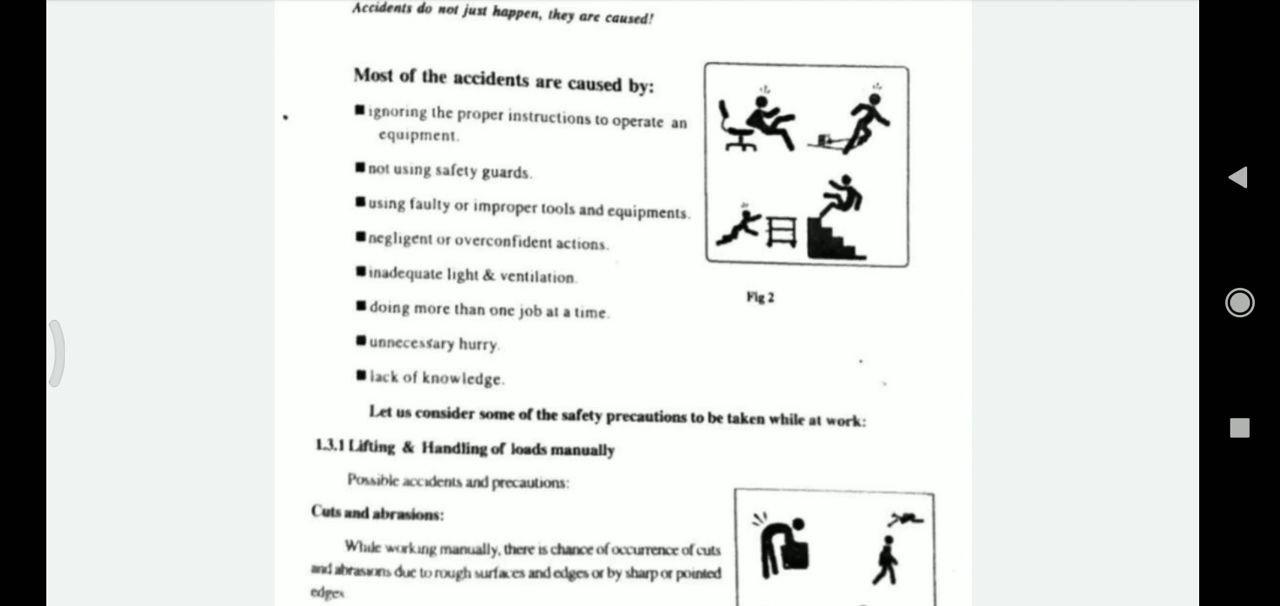 Accidents do not just happen, they are caused!
Most of the accidents are caused by:
■ ignoring the proper instructions to operate an
equipment.
■ not using safety guards.
■ using faulty or improper tools and equipments.
■ negligent or overconfident actions.
■ inadequate light & ventilation.
■ doing more than one job at a time.
■ unnecessary hurry.
■ lack of knowledge.
Fig 2
Let us consider some of the safety precautions to be taken while at work:
1.3.1 Lifting & Handling of loads manually
Possible accidents and precautions:
Cuts and abrasions:
While working manually, there is chance of occurrence of cuts
and abrasions due to rough surfaces and edges or by sharp or pointed
edges